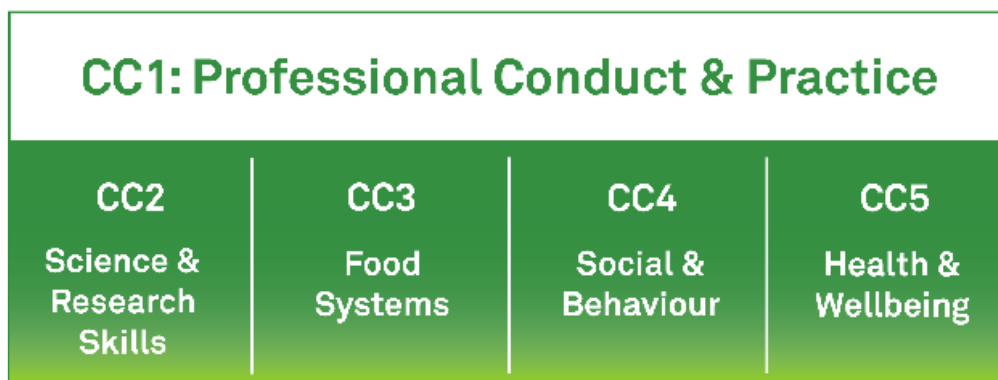 CC1: Professional Conduct & Practice
CC2
Science &
Research
Skills
CC3
Food
Systems
CC4
Social &
Behaviour
CC5
Health &
Wellbeing